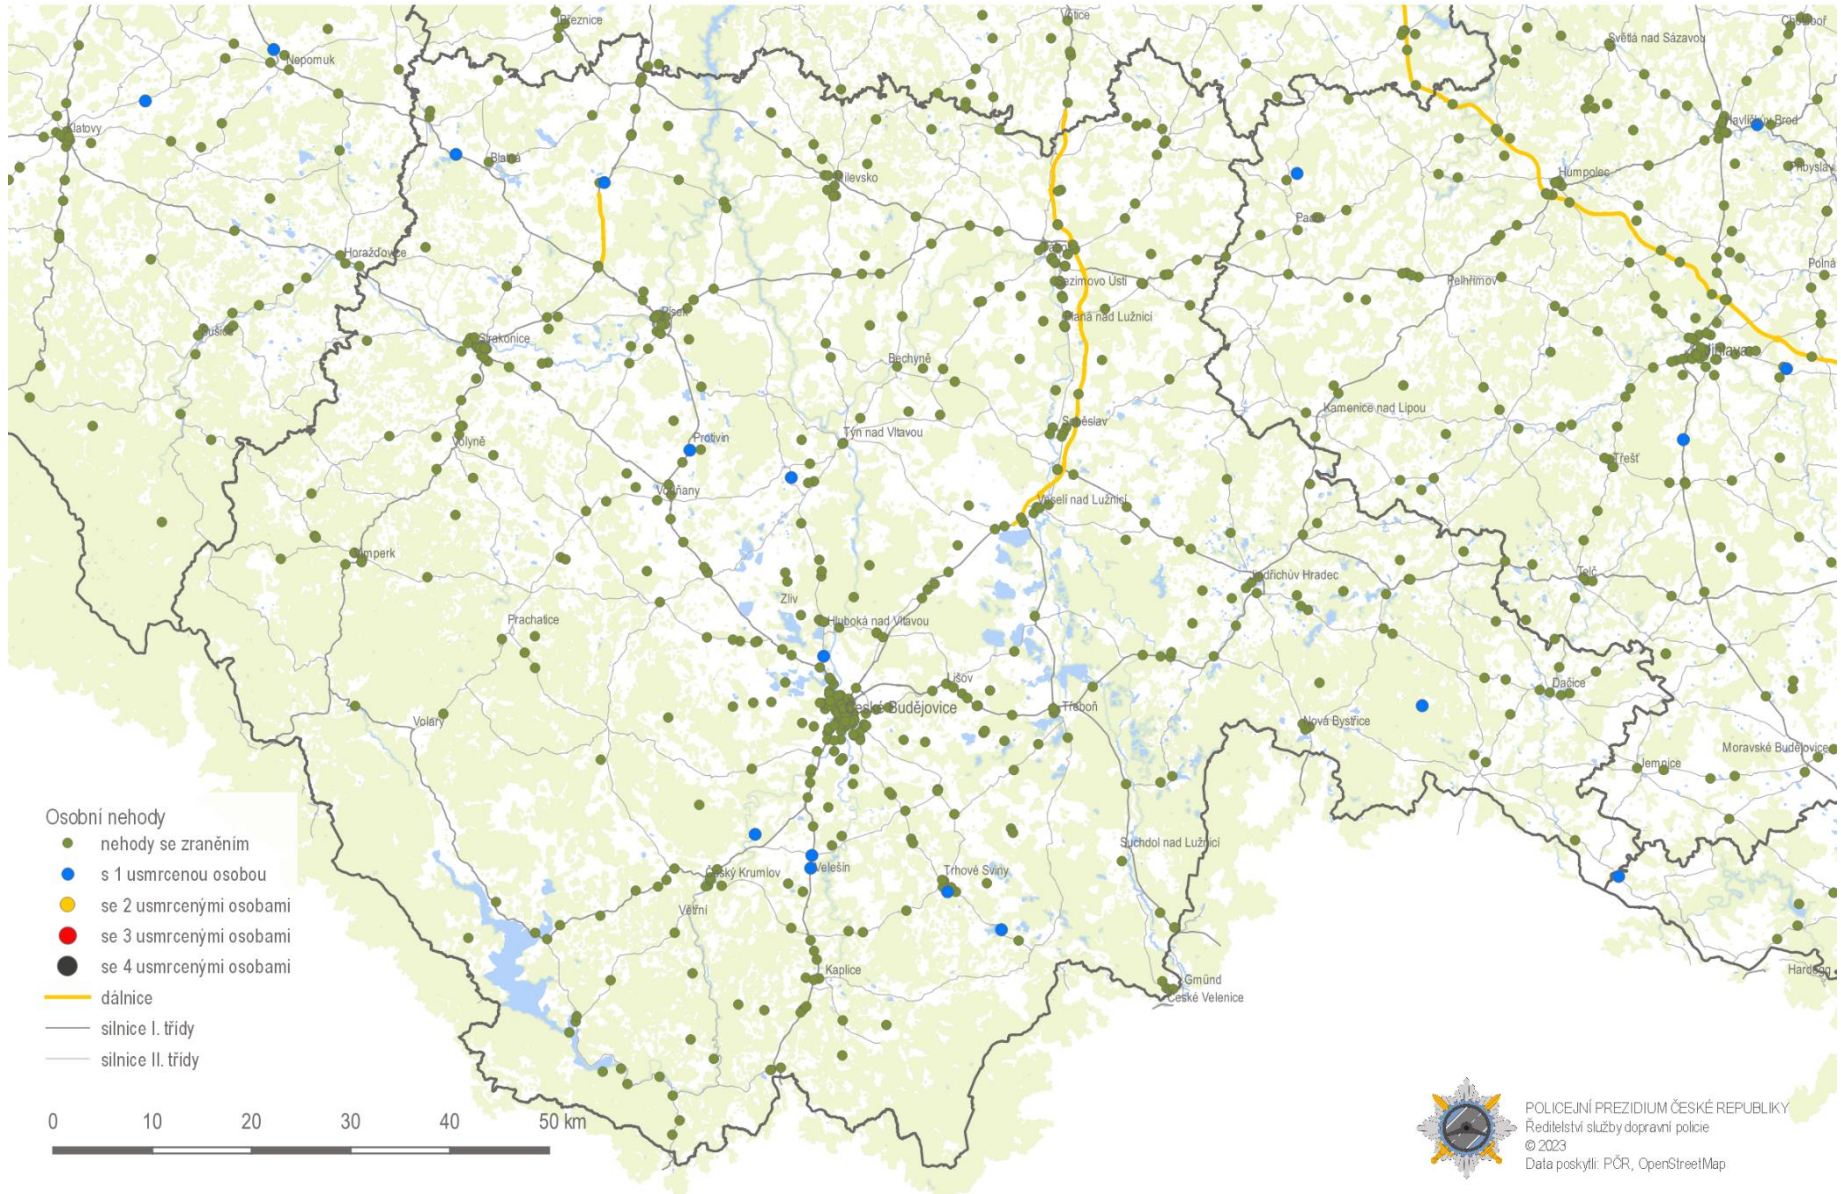 Březnice
Votice
Chotěboř
Světlá nad Sázavou
Nepomuk
Klatovy
Havlíčkův Brod
Blatná
Milevsko
Humpolec
Přibyslav
Pacov
Horažďovice
Tábor
Polná
Sezimovo Ústí
Pelhřimov
Sušice
Písek
Planá nad Lužnicí
Strakonice
Bechyně
Jihlava
Kamenice nad Lipou
Volyně
Protivín
Týn nad Vltavou
Soběslav
Třešť
Vodňany
Veselí nad Lužnicí
Vimperk
Jindřichův Hradec
Telč
Zliv
Prachatice
Hluboká nad Vltavou
Lišov
Dačice
Volary
České Budějovice
Třeboň
Nová Bystřice
Moravské Budějovice
Jemnice
Suchdol nad Lužnicí
Český Krumlov
Velešín
Trhové Sviny
Větřní
Kaplice
Gmünd
České Velenice
Hardegg
Osobní nehody
nehody se zraněním
s 1 usmrcenou osobou
se 2 usmrcenými osobami
se 3 usmrcenými osobami
se 4 usmrcenými osobami
dálnice
silnice I. třídy
silnice II. třídy
0 10 20 30 40 50 km
POLICEJNÍ PREZIDIUM ČESKÉ REPUBLIKY
Ředitelství služby dopravní policie
© 2023
Data poskytli: PČR, OpenStreetMap